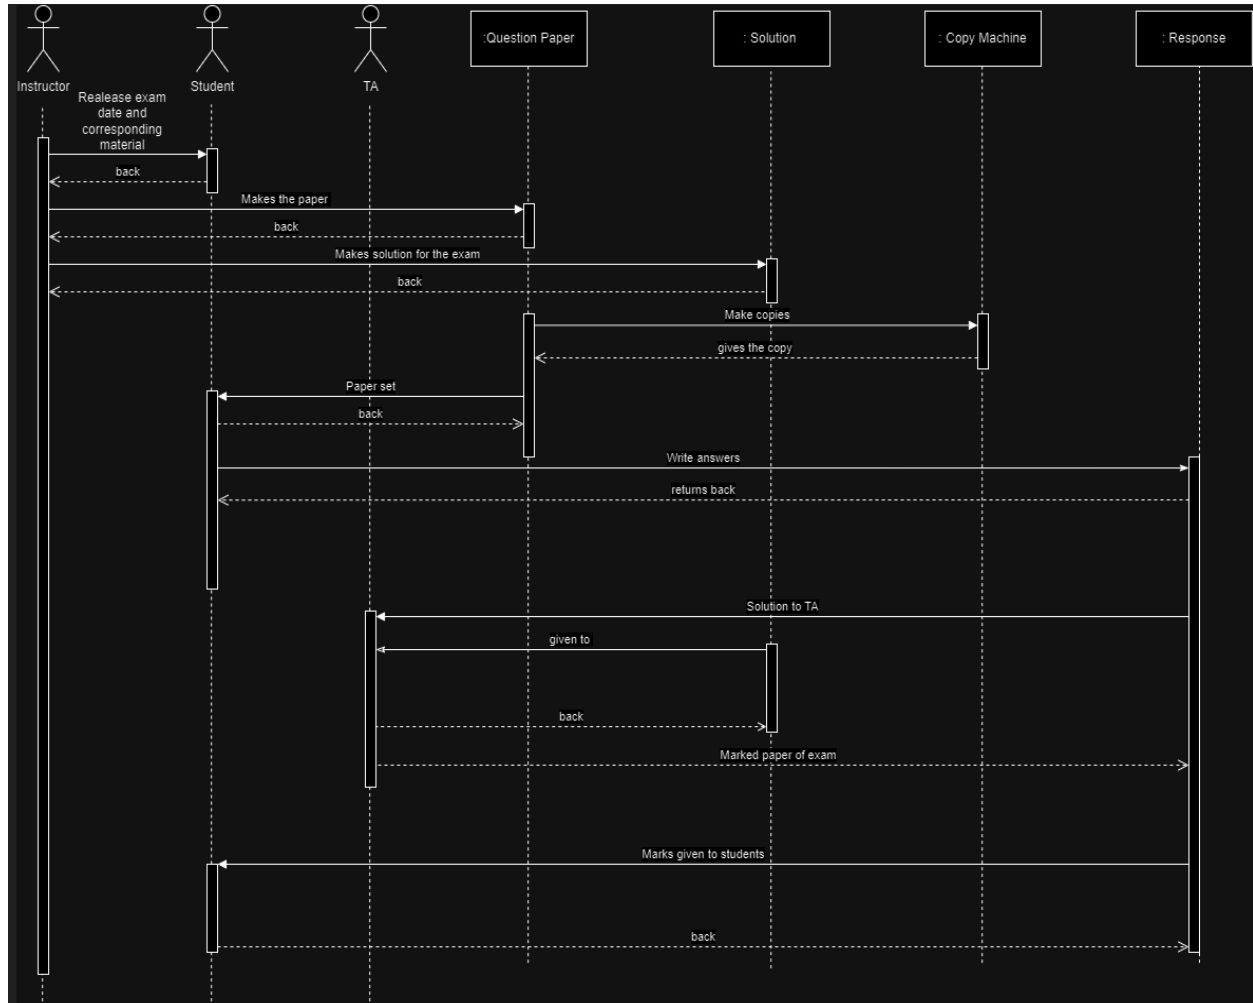 :Question Paper
: Solution
: Copy Machine
: Response
Instructor
Student
TA
Realease exam
date and
corresponding
material
back
Makes the paper
back
Makes solution for the exam
back
Make copies
gives the copy
Paper set
back
Write answers
returns back
Solution to TA
given to
back
Marked paper of exam
Marks given to students
back